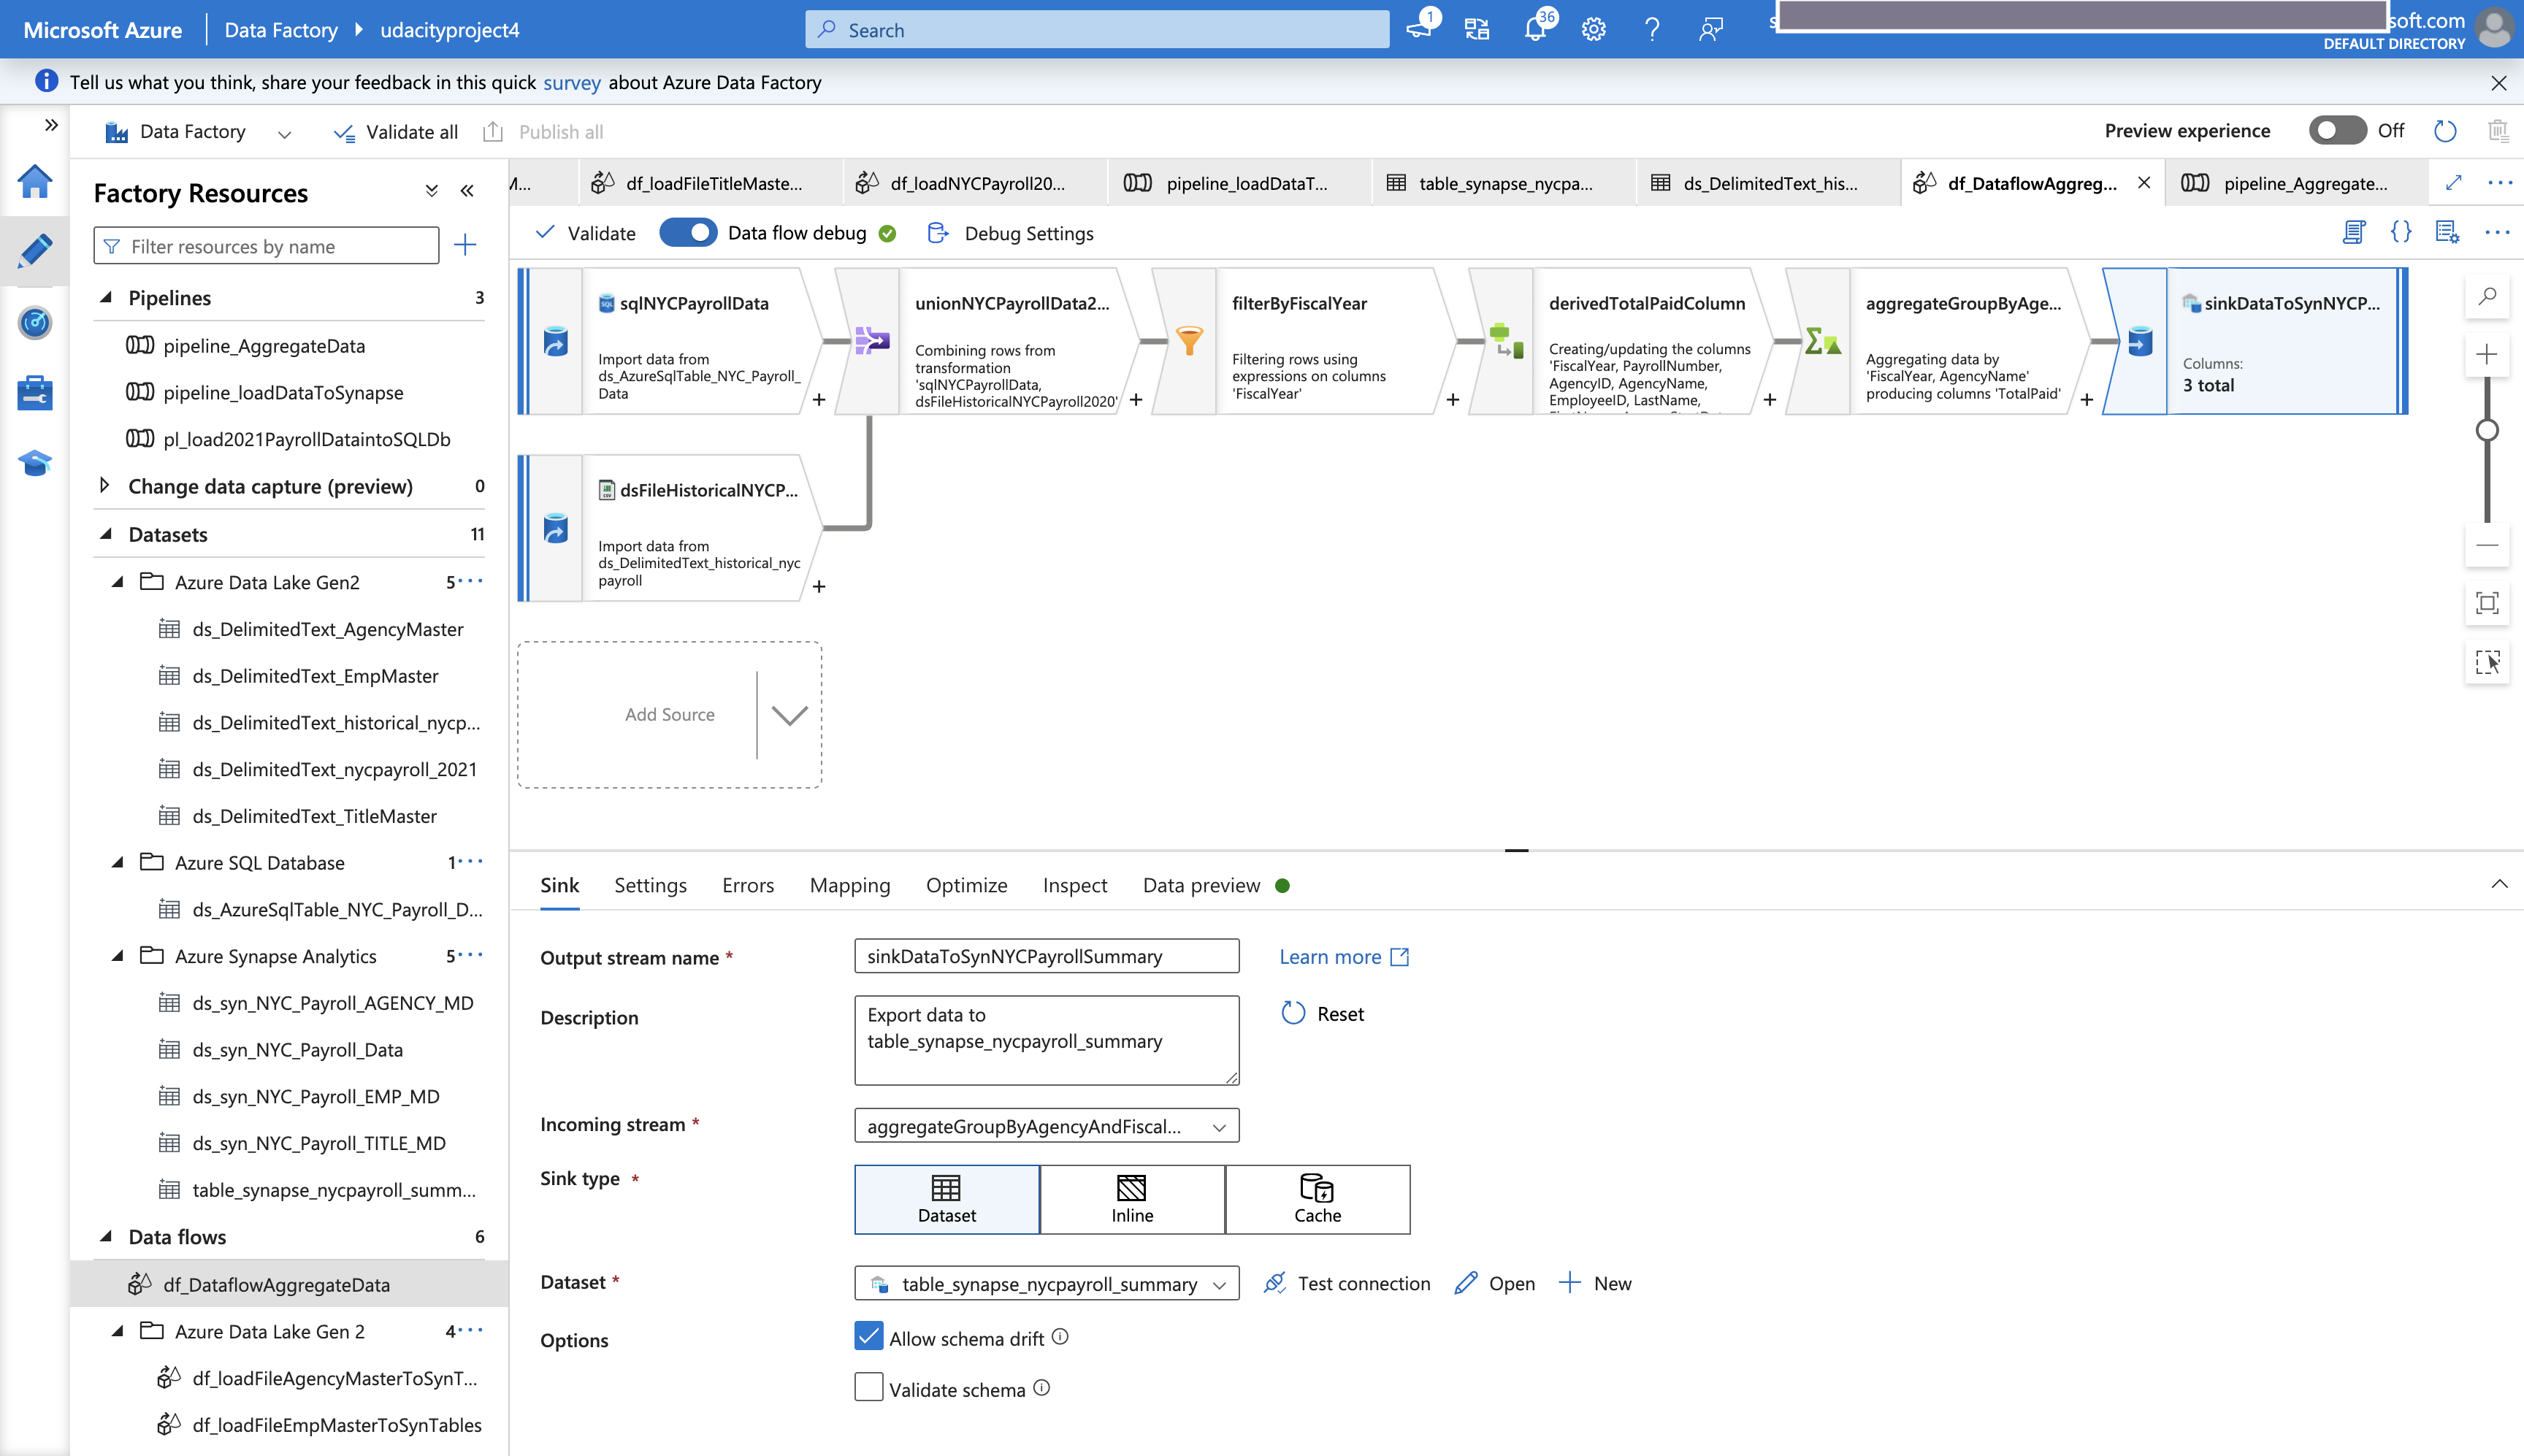 Microsoft Azure
Data Factory
udacityproject4
Search
1
36
soft.com
DEFAULT DIRECTORY
Tell us what you think, share your feedback in this quick survey about Azure Data Factory
Data Factory
Validate all
Publish all
Preview experience
Off
Factory Resources
M...
df_loadFileTitleMaste...
df_loadNYCPayroll20...
pipeline_loadDataT...
table_synapse_nycpa...
ds_DelimitedText_his...
df_DataflowAggreg...
pipeline_Aggregate...
Filter resources by name
Validate
Data flow debug
Debug Settings
Pipelines 3
pipeline_AggregateData
pipeline_loadDataToSynapse
pl_load2021PayrollDataintoSQLDb
Change data capture (preview) 0
Datasets 11
Azure Data Lake Gen2 5
ds_DelimitedText_AgencyMaster
ds_DelimitedText_EmpMaster
ds_DelimitedText_historical_nycp...
ds_DelimitedText_nycpayroll_2021
ds_DelimitedText_TitleMaster
Azure SQL Database 1
ds_AzureSqlTable_NYC_Payroll_D...
Azure Synapse Analytics 5
ds_syn_NYC_Payroll_AGENCY_MD
ds_syn_NYC_Payroll_Data
ds_syn_NYC_Payroll_EMP_MD
ds_syn_NYC_Payroll_TITLE_MD
table_synapse_nycpayroll_summ...
Data flows 6
df_DataflowAggregateData
Azure Data Lake Gen 2 4
df_loadFileAgencyMasterToSynT...
df_loadFileEmpMasterToSynTables
sqlNYCPayrollData
Import data from
ds_AzureSqlTable_NYC_Payroll_
Data
unionNYCPayrollData2...
Combining rows from
transformation
'sqlNYCPayrollData,
dsFileHistoricalNYCPayroll2020'
filterByFiscalYear
Filtering rows using
expressions on columns
'FiscalYear'
derivedTotalPaidColumn
Creating/updating the columns
'FiscalYear, PayrollNumber,
AgencyID, AgencyName,
EmployeeID, LastName,
aggregateGroupByAge...
Aggregating data by
'FiscalYear, AgencyName'
producing columns 'TotalPaid'
sinkDataToSynNYCP...
Columns:
3 total
dsFileHistoricalNYCP...
Import data from
ds_DelimitedText_historical_nyc
payroll
Add Source
Sink
Settings
Errors
Mapping
Optimize
Inspect
Data preview
Output stream name *
sinkDataToSynNYCPayrollSummary
Learn more
Description
Export data to
table_synapse_nycpayroll_summary
Reset
Incoming stream *
aggregateGroupByAgencyAndFiscal...
Sink type *
Dataset
Inline
Cache
Dataset *
table_synapse_nycpayroll_summary
Test connection
Open
New
Options
Allow schema drift
Validate schema